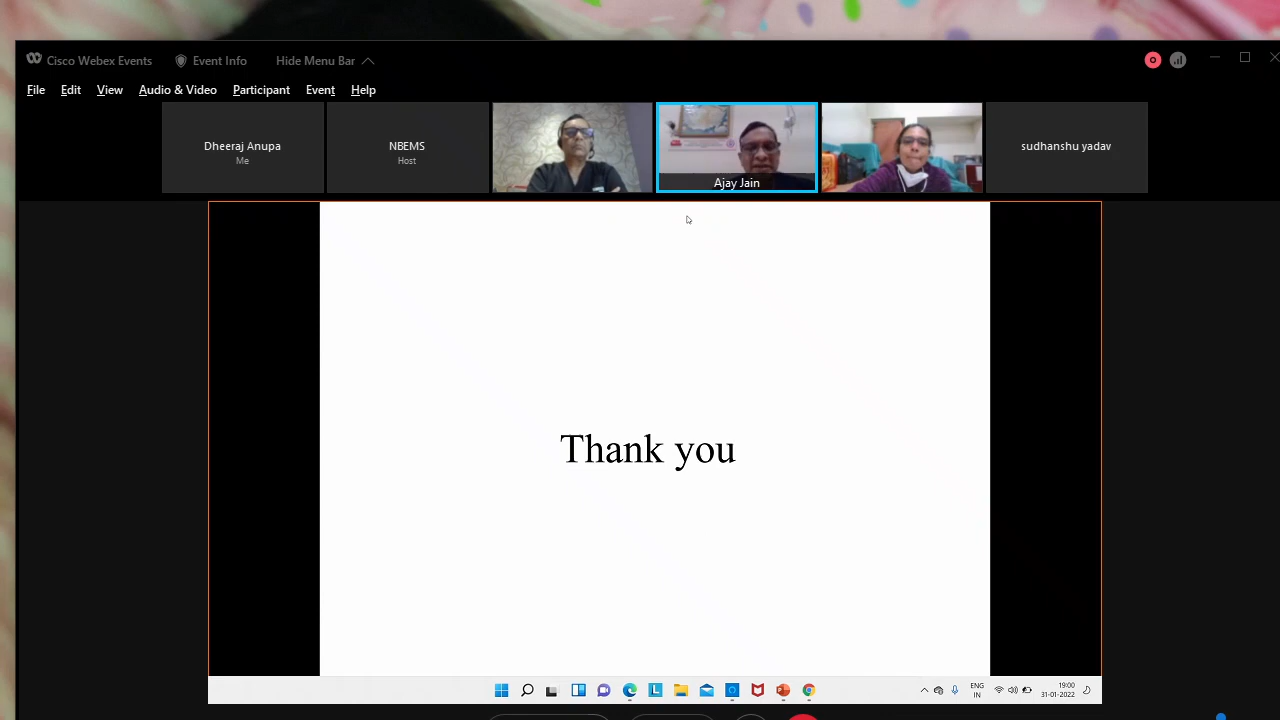 Cisco Webex Events Event Info Hide Menu Bar
File Edit View Audio & Video Participant Event Help
Dheeraj Anupa
Me
NBEMS
Host
Ajay Jain
sudhanshu yadav
Thank you
ENG
IN
19:00
31-01-2022